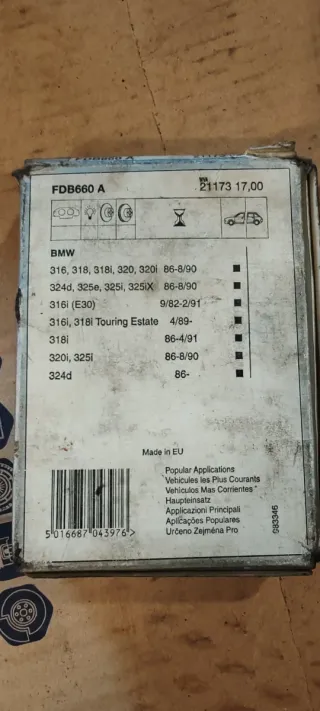 FDB660 A
WVA
21173 17,00
BMW
316, 318, 318i, 320, 320i 86-8/90
324d, 325e, 325i, 325iX 86-8/90
316i (E30) 9/82-2/91
316i, 318i Touring Estate 4/89-
318i 86-4/91
320i, 325i 86-8/90
324d 86-
Made in EU
Popular Applications
Vehicules les Plus Courants
Vehiculos Mas Corrientes
Haupteinsatz
Applicazioni Principali
Aplicações Populares
Určeno Zejména Pro
5 016687 043976>
083346